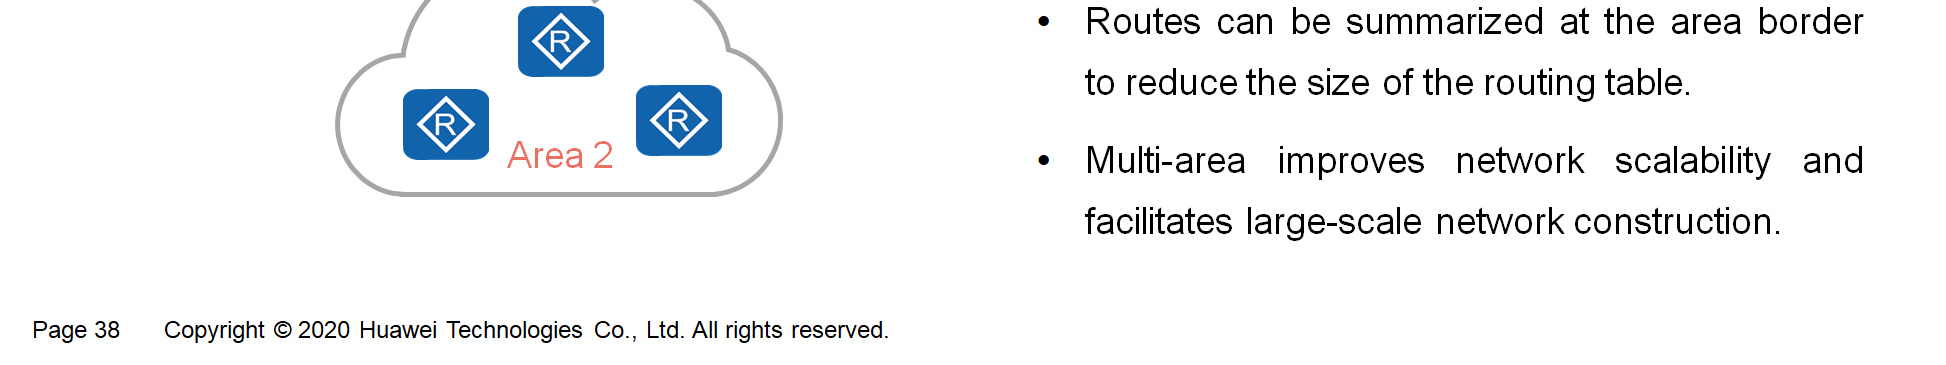 R
R
R
Area 2
• Routes can be summarized at the area border
to reduce the size of the routing table.
• Multi-area improves network scalability and
facilitates large-scale network construction.
Page 38 Copyright © 2020 Huawei Technologies Co., Ltd. All rights reserved.